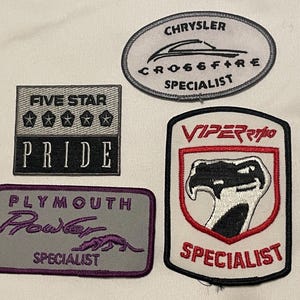 CHRYSLER
CROSSFIRE
SPECIALIST
FIVE STAR
PRIDE
VIPER RT/10
SPECIALIST
PLYMOUTH
Prowler
SPECIALIST